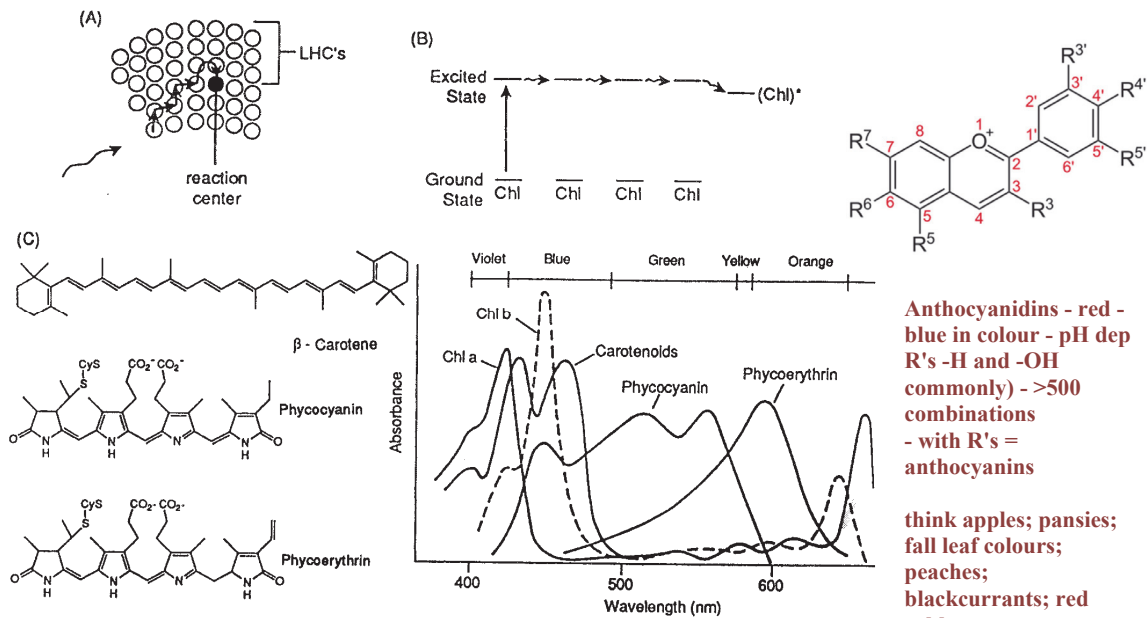 (A)
LHC's
reaction
center
(B)
Excited
State
(Chl)*
Ground
State
Chl Chl Chl Chl
R3'
3'
R4'
4'
2'
1'
5'
R5'
6'
R7
8
1
O+
7
2
R6
6
3
R3
5
4
R5
(C)
β - Carotene
CyS
S
CO2- CO2-
Phycocyanin
O N H N H N N H O
CyS
S
CO2- CO2-
Phycoerythrin
O N H N H N N H O
Violet Blue Green Yellow Orange
Chl b
Chl a
Carotenoids
Phycocyanin
Phycoerythrin
Absorbance
400 500 600
Wavelength (nm)
Anthocyanidins - red -
blue in colour - pH dep
R's -H and -OH
commonly) - >500
combinations
- with R's =
anthocyanins
think apples; pansies;
fall leaf colours;
peaches;
blackcurrants; red